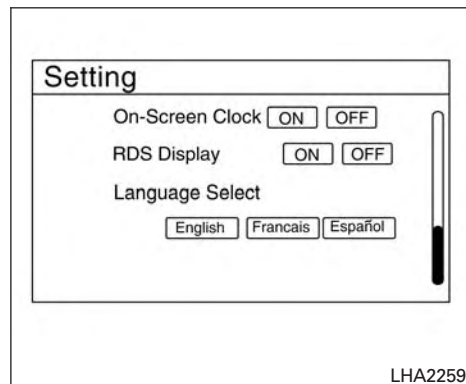 Setting
On-Screen Clock ON OFF
RDS Display ON OFF
Language Select
English Francais Español
LHA2259